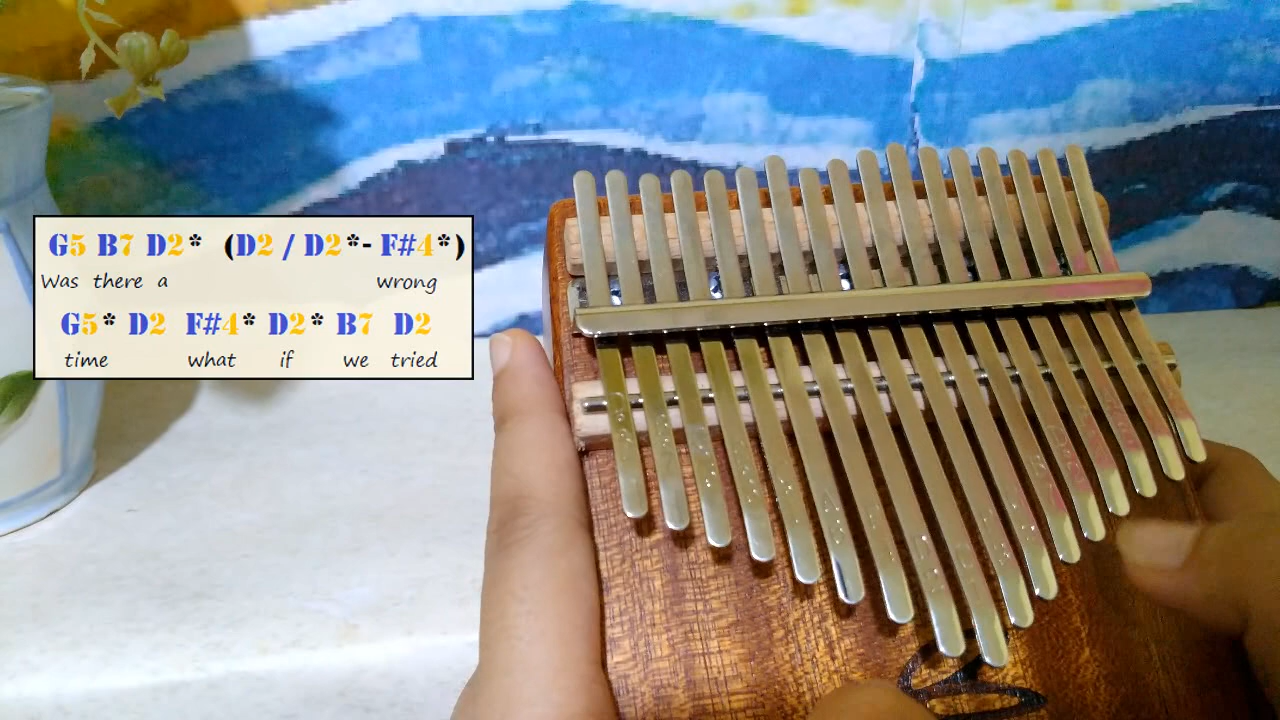 G5 B7 D2* (D2 / D2*- F#4*)
Was there a wrong
G5* D2 F#4* D2* B7 D2
time what if we tried